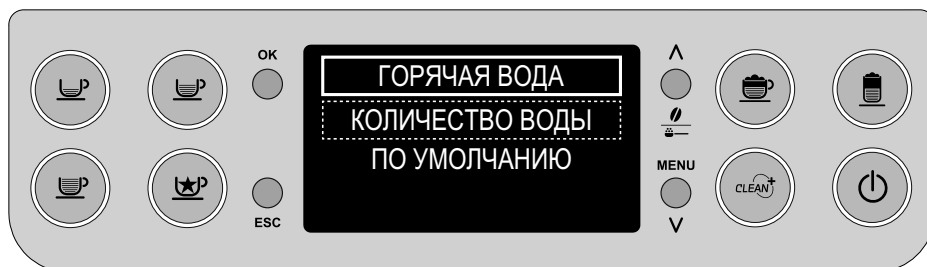 OK
ГОРЯЧАЯ ВОДА
КОЛИЧЕСТВО ВОДЫ
ПО УМОЛЧАНИЮ
MENU
ESC
CLEAN+